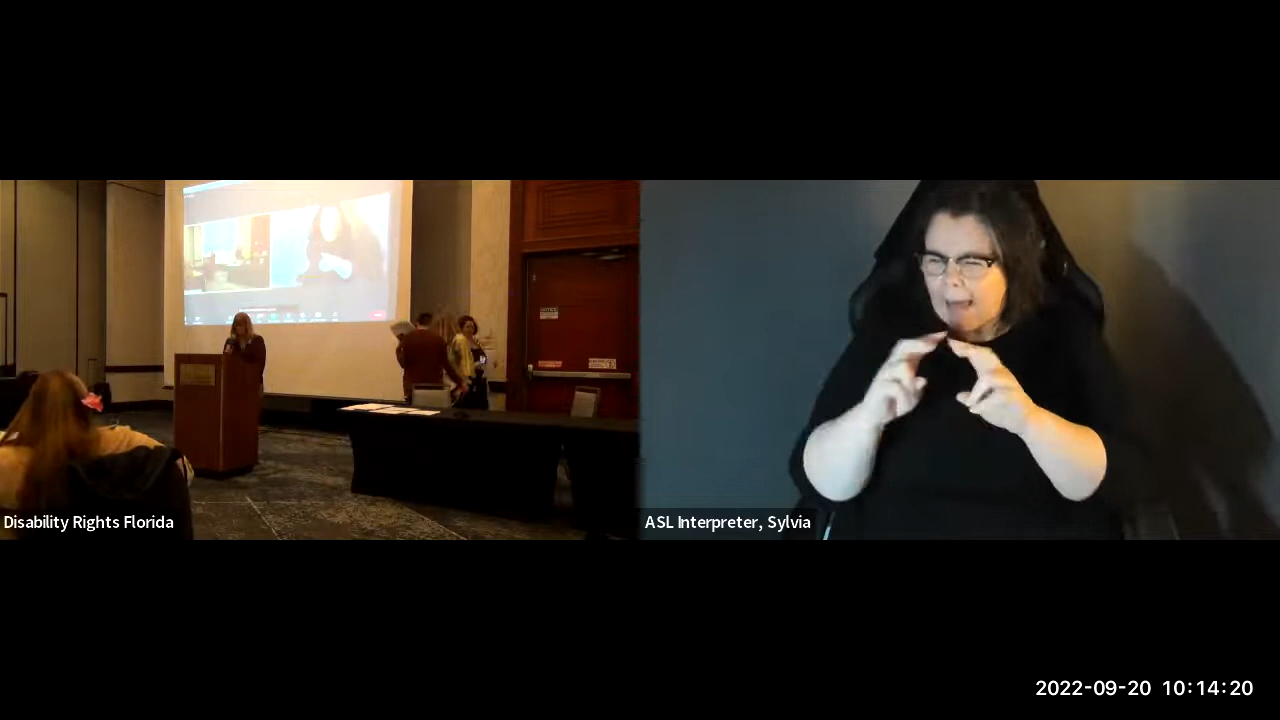 Disability Rights Florida
ASL Interpreter, Sylvia
2022-09-20 10:14:20